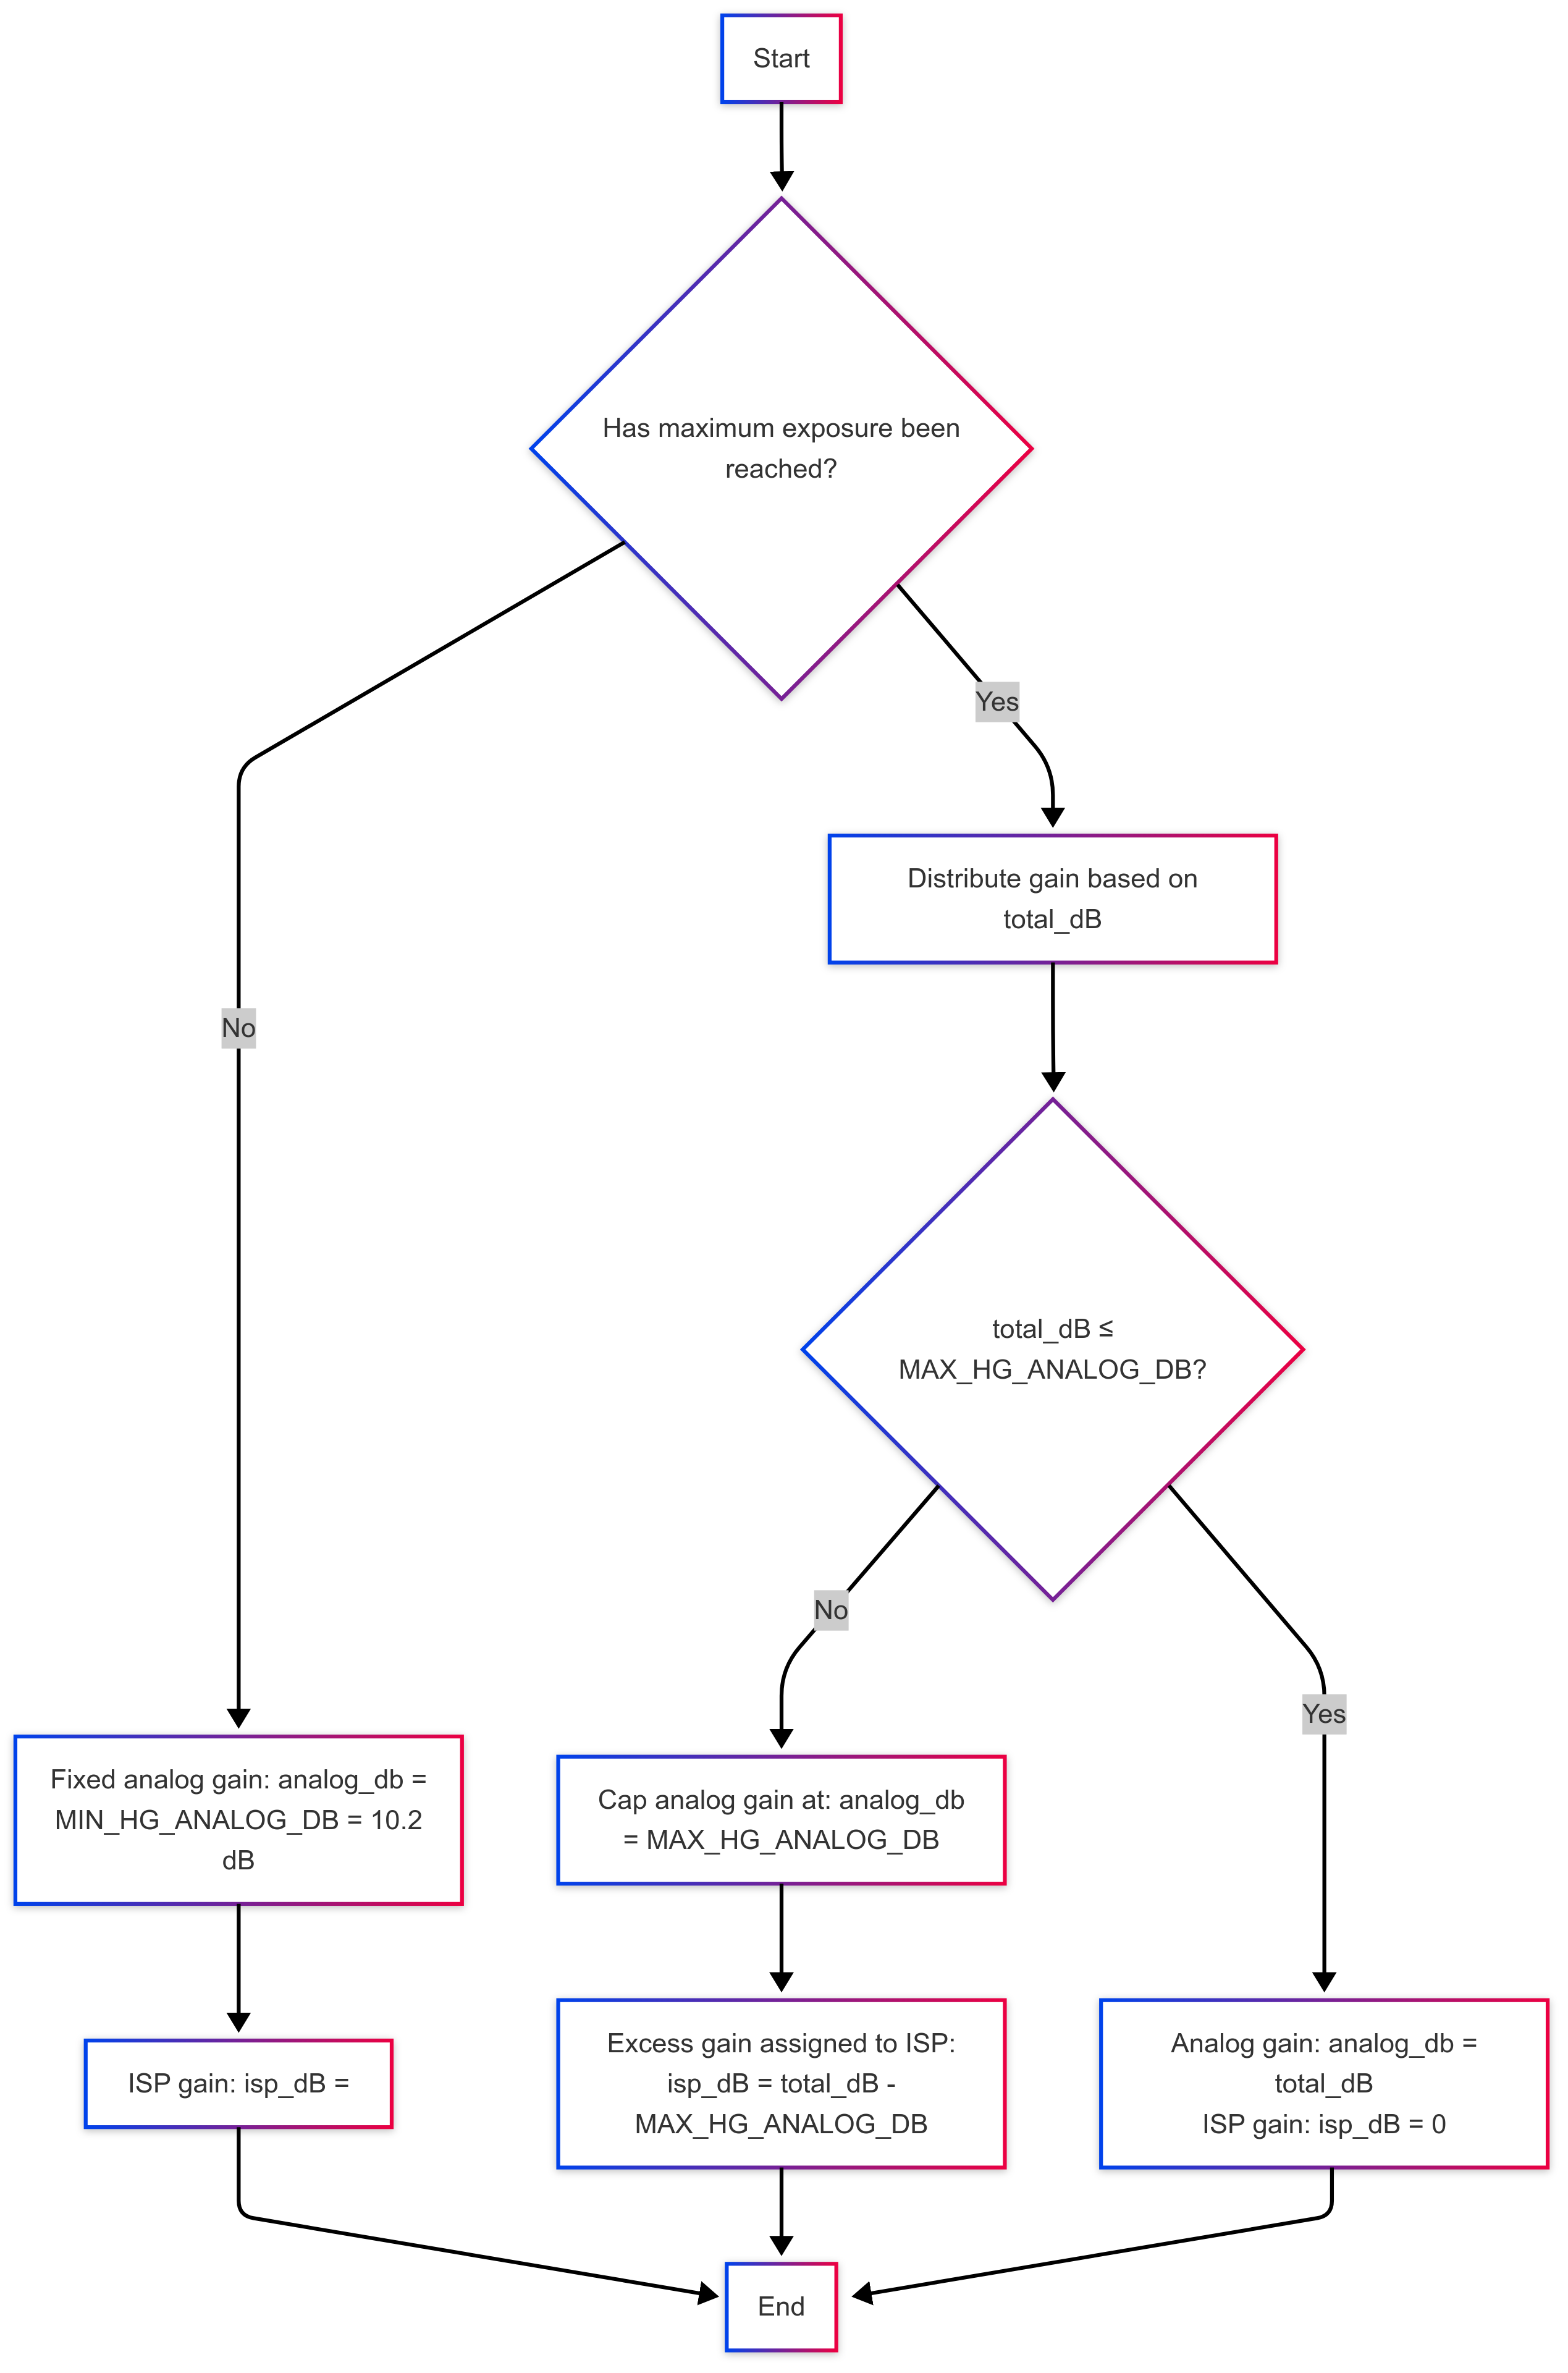 Start
Has maximum exposure been
reached?
Yes
Distribute gain based on
total_dB
No
total_dB ≤
MAX_HG_ANALOG_DB?
No
Yes
Fixed analog gain: analog_db =
MIN_HG_ANALOG_DB = 10.2
dB
Cap analog gain at: analog_db
= MAX_HG_ANALOG_DB
ISP gain: isp_dB =
Excess gain assigned to ISP:
isp_dB = total_dB -
MAX_HG_ANALOG_DB
Analog gain: analog_db =
total_dB
ISP gain: isp_dB = 0
End